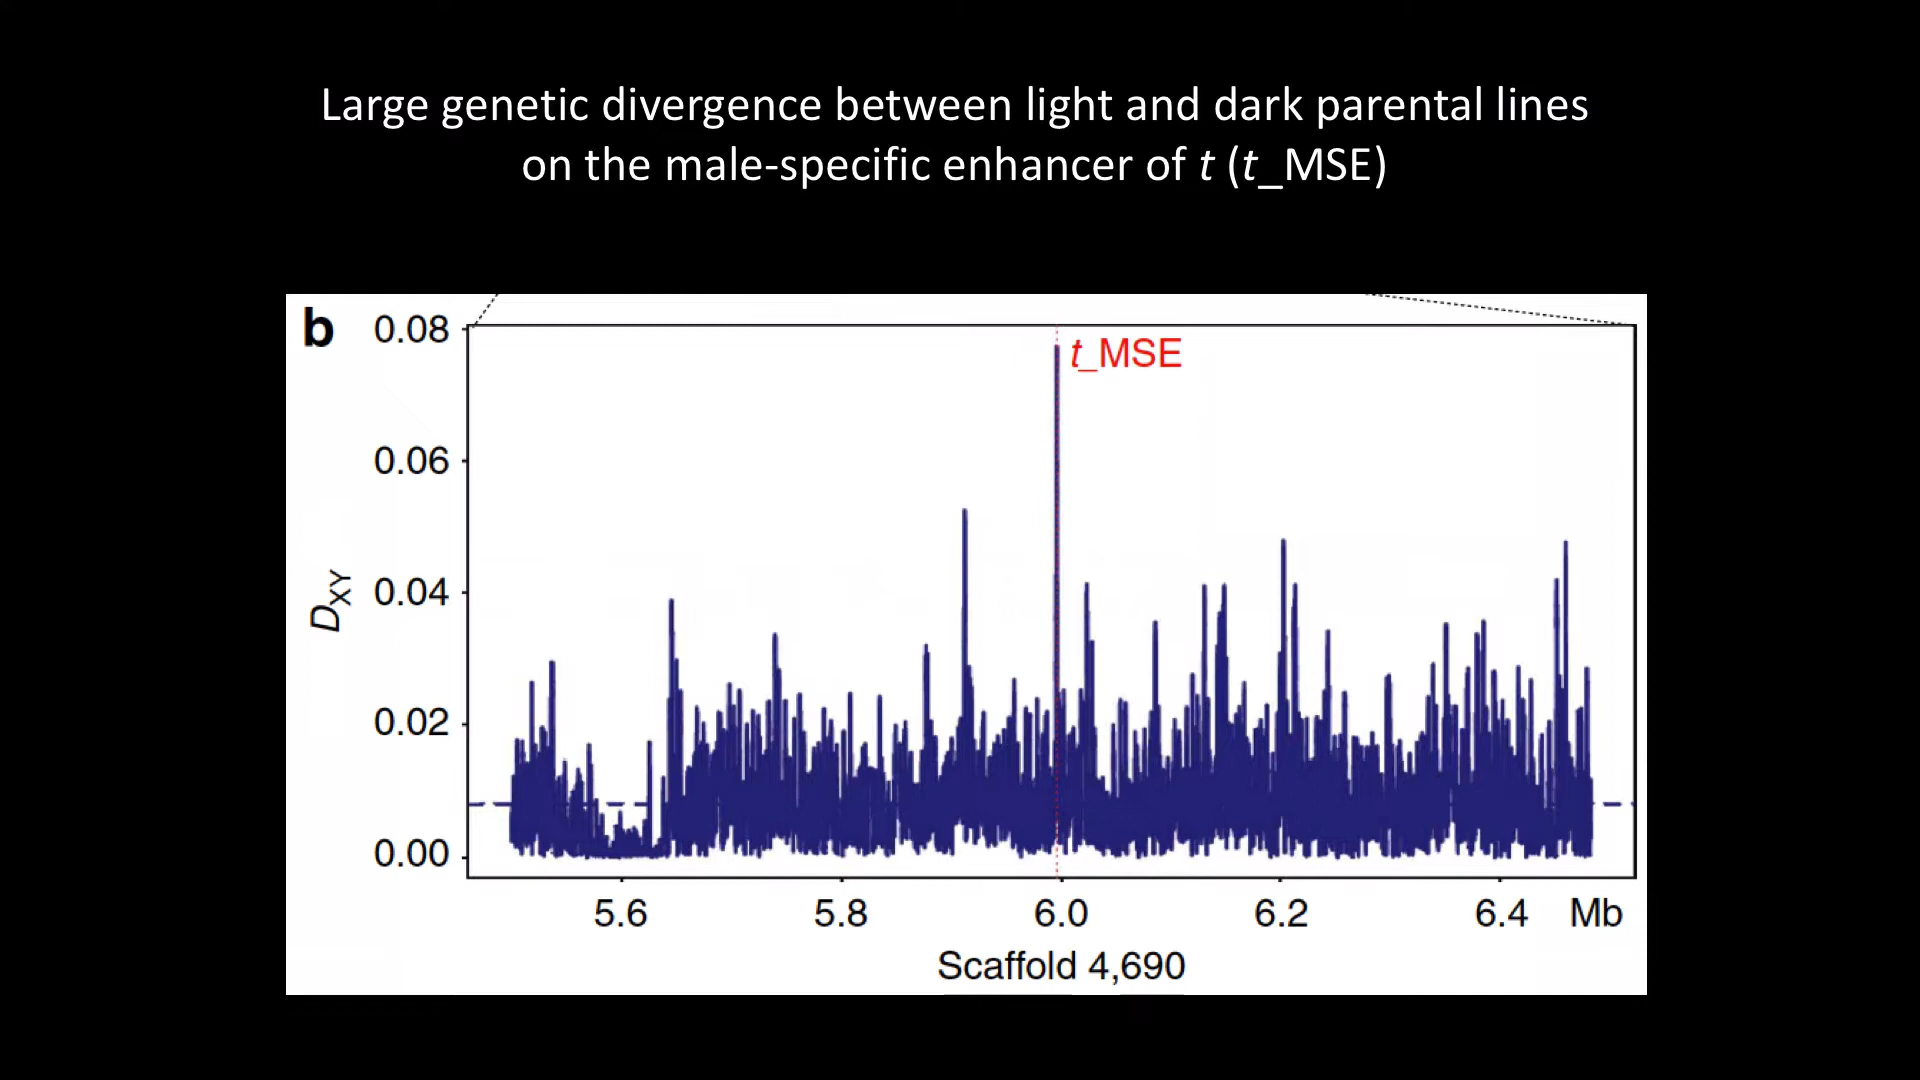 Large genetic divergence between light and dark parental lines
on the male-specific enhancer of t (t_MSE)
b
0.08
t_MSE
0.06
0.04
DXY
0.02
0.00
5.6 5.8 6.0 6.2 6.4 Mb
Scaffold 4,690